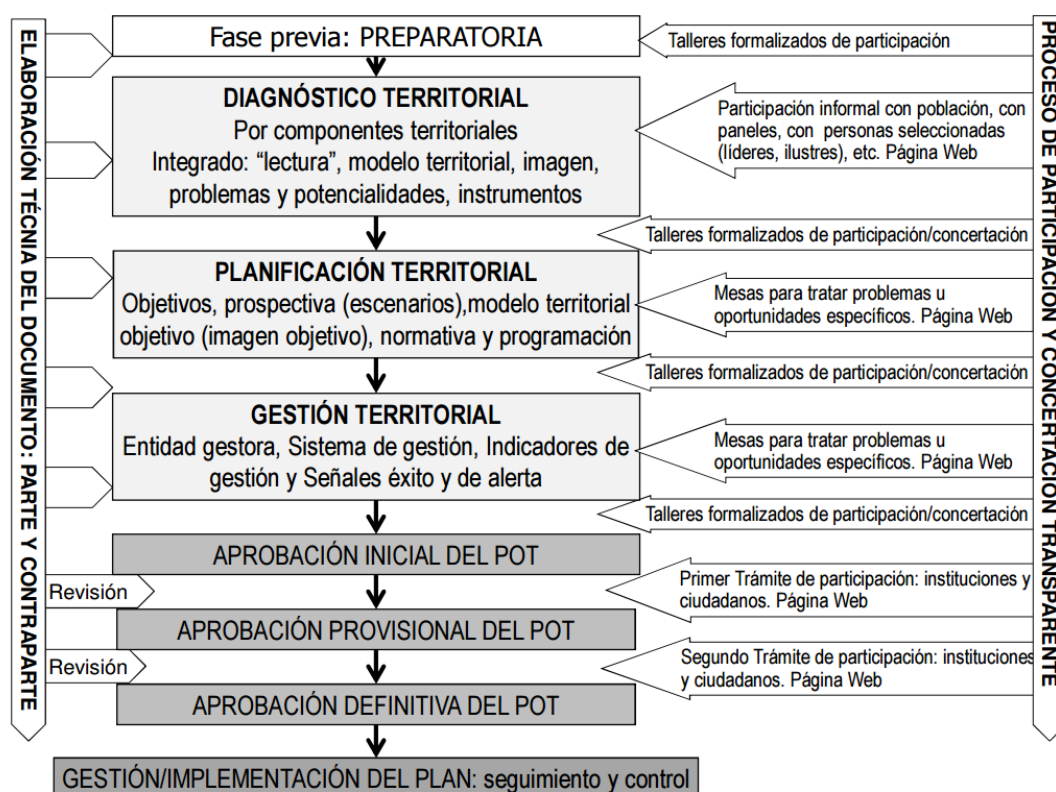 ELABORACIÓN TÉCNIA DEL DOCUMENTO: PARTE Y CONTRAPARTE
Fase previa: PREPARATORIA
Talleres formalizados de participación
DIAGNÓSTICO TERRITORIAL
Por componentes territoriales
Integrado: “lectura”, modelo territorial, imagen,
problemas y potencialidades, instrumentos
Participación informal con población, con
paneles, con personas seleccionadas
(líderes, ilustres), etc. Página Web
Talleres formalizados de participación/concertación
PLANIFICACIÓN TERRITORIAL
Objetivos, prospectiva (escenarios),modelo territorial
objetivo (imagen objetivo), normativa y programación
Mesas para tratar problemas u
oportunidades específicos. Página Web
Talleres formalizados de participación/concertación
GESTIÓN TERRITORIAL
Entidad gestora, Sistema de gestión, Indicadores de
gestión y Señales éxito y de alerta
Mesas para tratar problemas u
oportunidades específicos. Página Web
Talleres formalizados de participación/concertación
APROBACIÓN INICIAL DEL POT
Revisión
Primer Trámite de participación: instituciones y
ciudadanos. Página Web
APROBACIÓN PROVISIONAL DEL POT
Revisión
Segundo Trámite de participación: instituciones
y ciudadanos. Página Web
APROBACIÓN DEFINITIVA DEL POT
GESTIÓN/IMPLEMENTACIÓN DEL PLAN: seguimiento y control
PROCESO DE PARTICIPACIÓN Y CONCERTACIÓN TRANSPARENTE